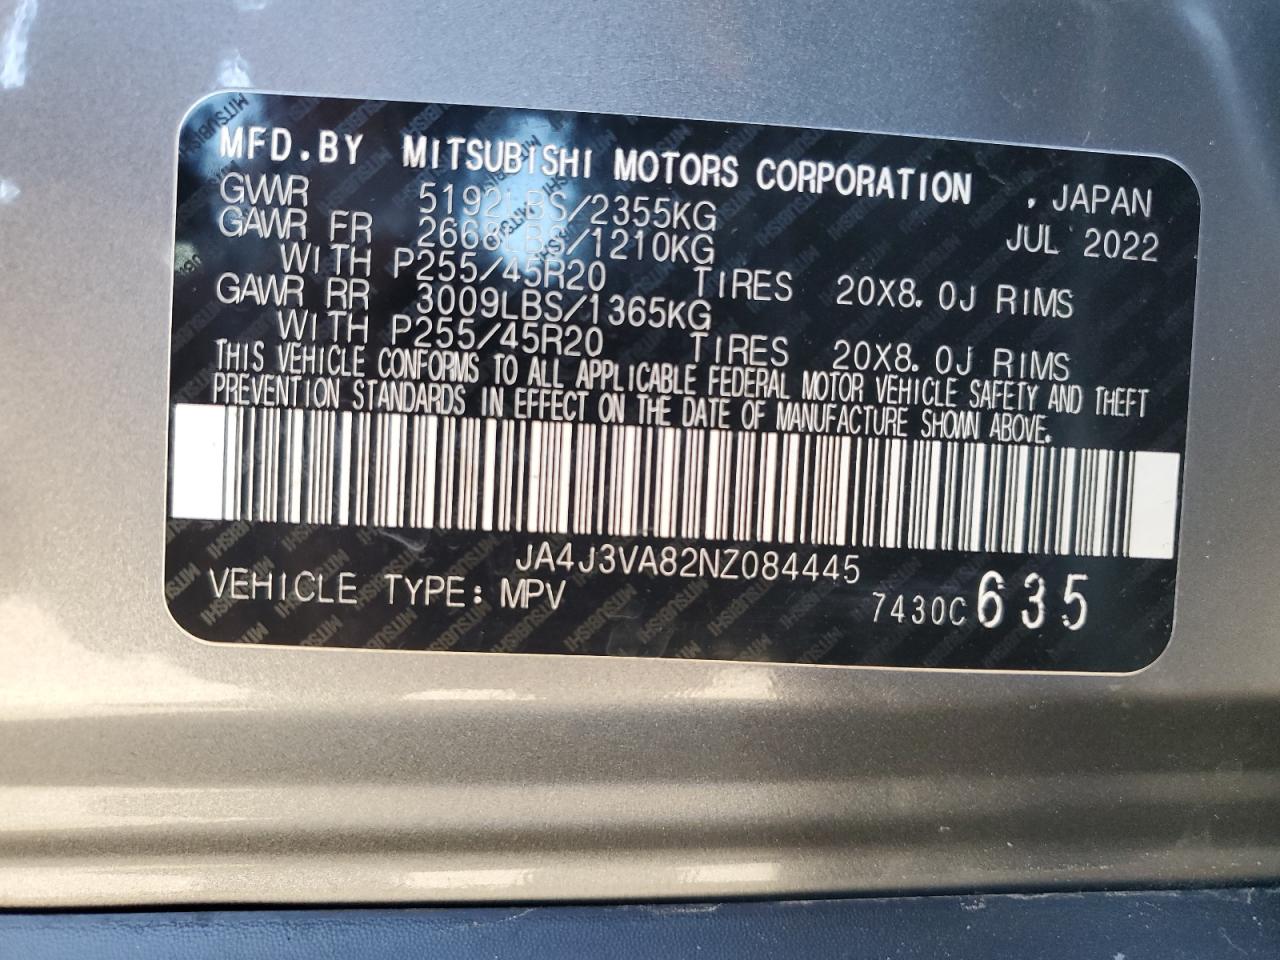 MFD.BY MITSUBISHI MOTORS CORPORATION , JAPAN
GVWR 5192LBS/2355KG JUL 2022
GAWR FR 2668LBS/1210KG
WITH P255/45R20 TIRES 20X8.0J RIMS
GAWR RR 3009LBS/1365KG
WITH P255/45R20 TIRES 20X8.0J RIMS
THIS VEHICLE CONFORMS TO ALL APPLICABLE FEDERAL MOTOR VEHICLE SAFETY AND THEFT
PREVENTION STANDARDS IN EFFECT ON THE DATE OF MANUFACTURE SHOWN ABOVE.
JA4J3VA82NZ084445
VEHICLE TYPE: MPV 7430C 635